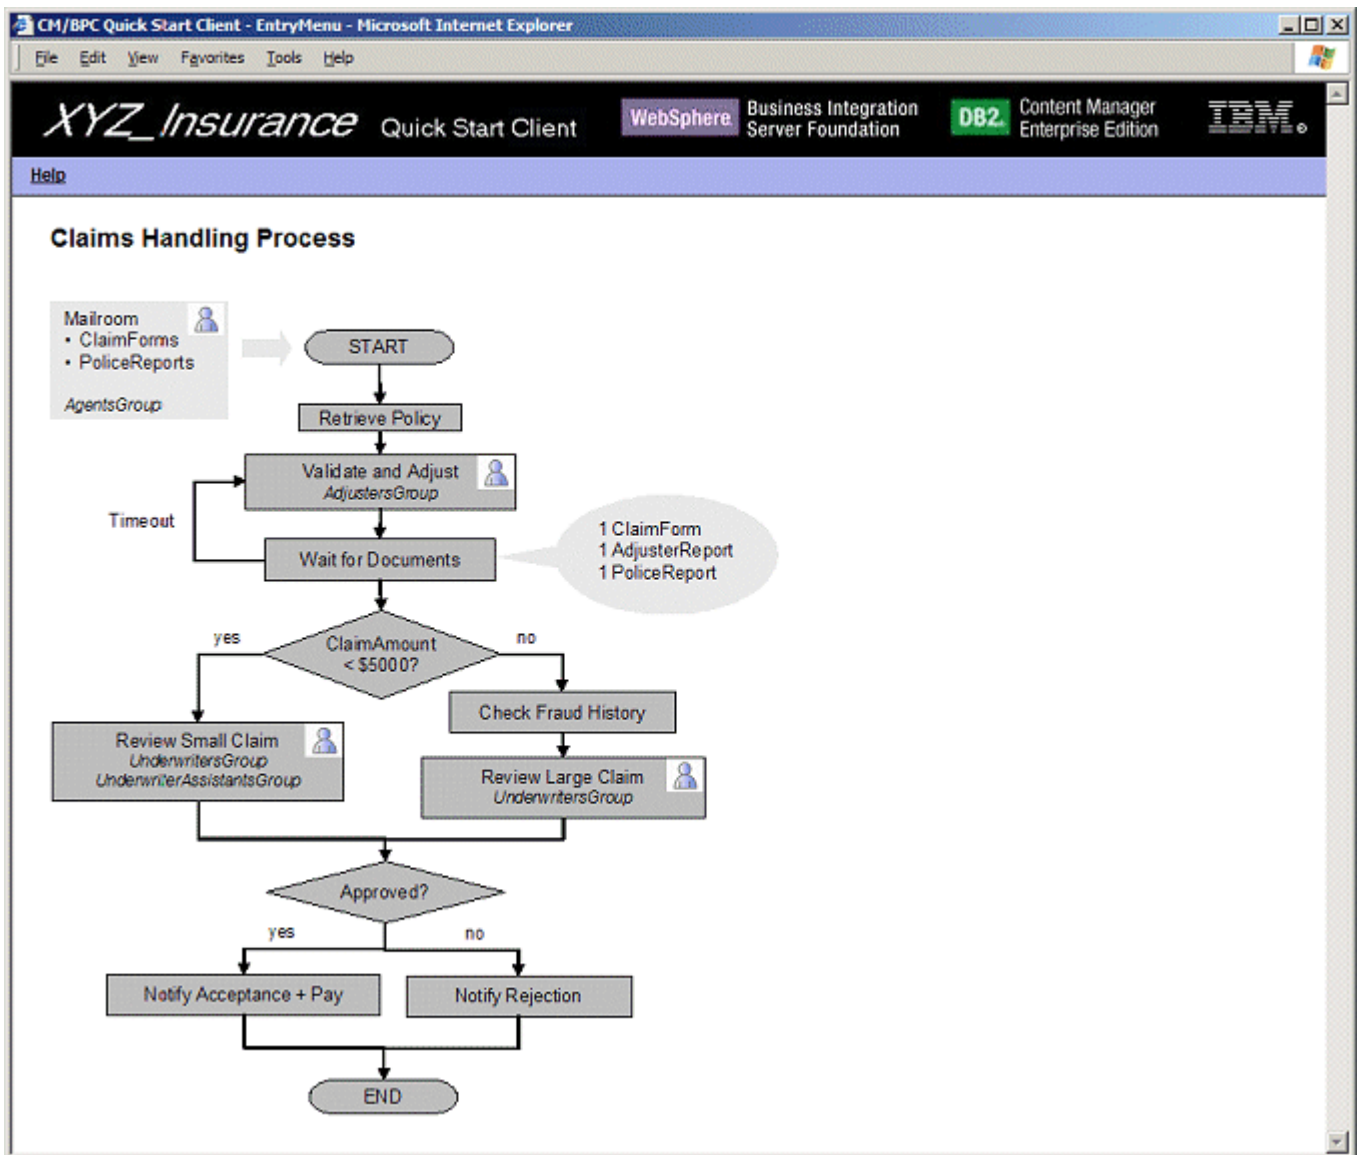 CM/BPC Quick Start Client - EntryMenu - Microsoft Internet Explorer
File Edit View Favorites Tools Help
XYZ_Insurance Quick Start Client
WebSphere. Business Integration
Server Foundation
DB2. Content Manager
Enterprise Edition
IBM
Help
Claims Handling Process
Mailroom
• ClaimForms
• PoliceReports
AgentsGroup
START
Retrieve Policy
Validate and Adjust
AdjustersGroup
Timeout
Wait for Documents
1 ClaimForm
1 AdjusterReport
1 PoliceReport
yes
ClaimAmount
< $5000?
no
Check Fraud History
Review Small Claim
UnderwritersGroup
UnderwriterAssistantsGroup
Review Large Claim
UnderwritersGroup
Approved?
yes
no
Notify Acceptance + Pay
Notify Rejection
END